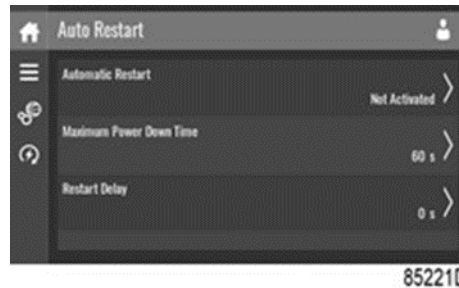 Auto Restart
Automatic Restart
Not Activated
Maximum Power Down Time
60 s
Restart Delay
0 s
85221D